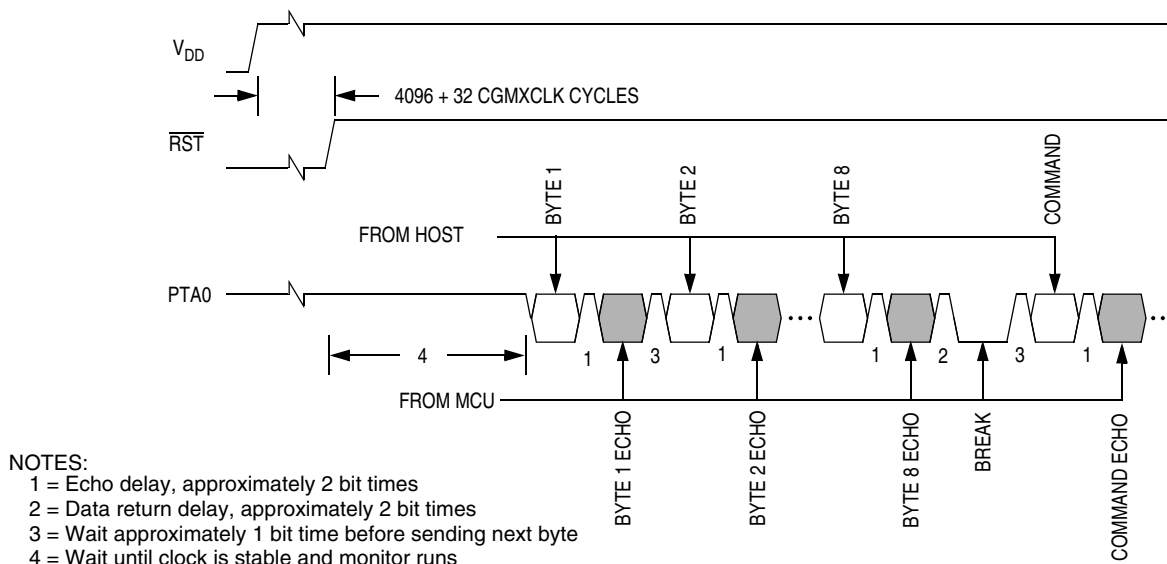 VDD
4096 + 32 CGMXCLK CYCLES
RST
BYTE 1
BYTE 2
BYTE 8
COMMAND
FROM HOST
PTA0
4
1
3
1
1
2
3
1
FROM MCU
BYTE 1 ECHO
BYTE 2 ECHO
BYTE 8 ECHO
BREAK
COMMAND ECHO
NOTES:
1 = Echo delay, approximately 2 bit times
2 = Data return delay, approximately 2 bit times
3 = Wait approximately 1 bit time before sending next byte
4 = Wait until clock is stable and monitor runs